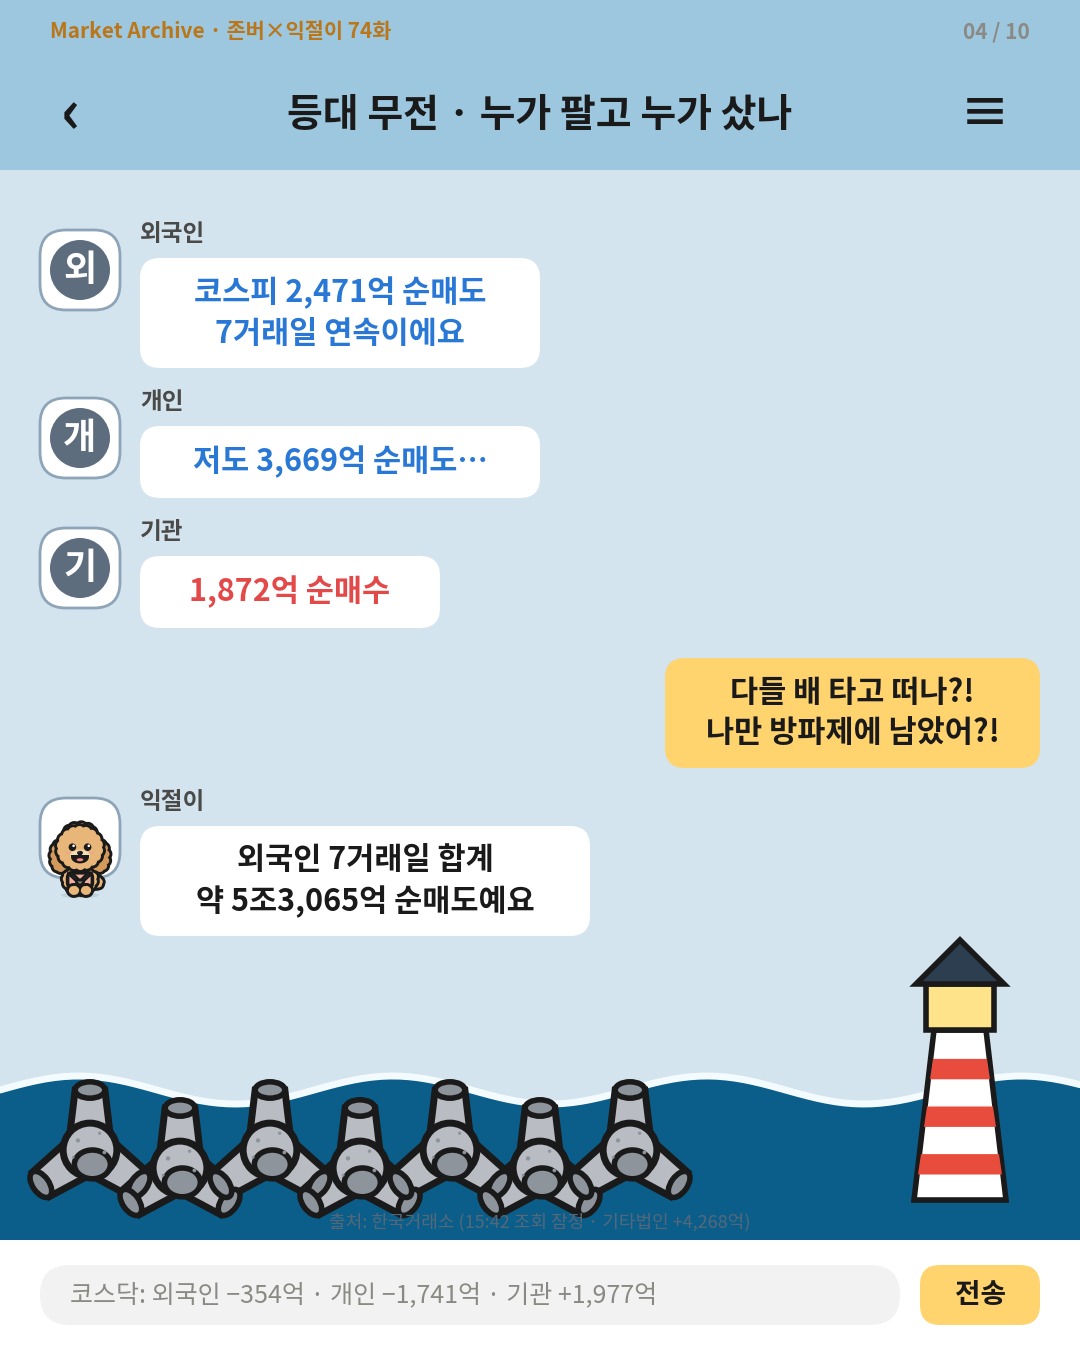 Market Archive · 존버×익절이 74화
04 / 10
등대 무전 · 누가 팔고 누가 샀나
외
외국인
코스피 2,471억 순매도
7거래일 연속이에요
개
개인
저도 3,669억 순매도…
기
기관
1,872억 순매수
다들 배 타고 떠나?!
나만 방파제에 남았어?!
익절이
외국인 7거래일 합계
약 5조3,065억 순매도예요
출처: 한국거래소 (15:42 조회 잠정 · 기타법인 +4,268억)
코스닥: 외국인 −354억 · 개인 −1,741억 · 기관 +1,977억
전송